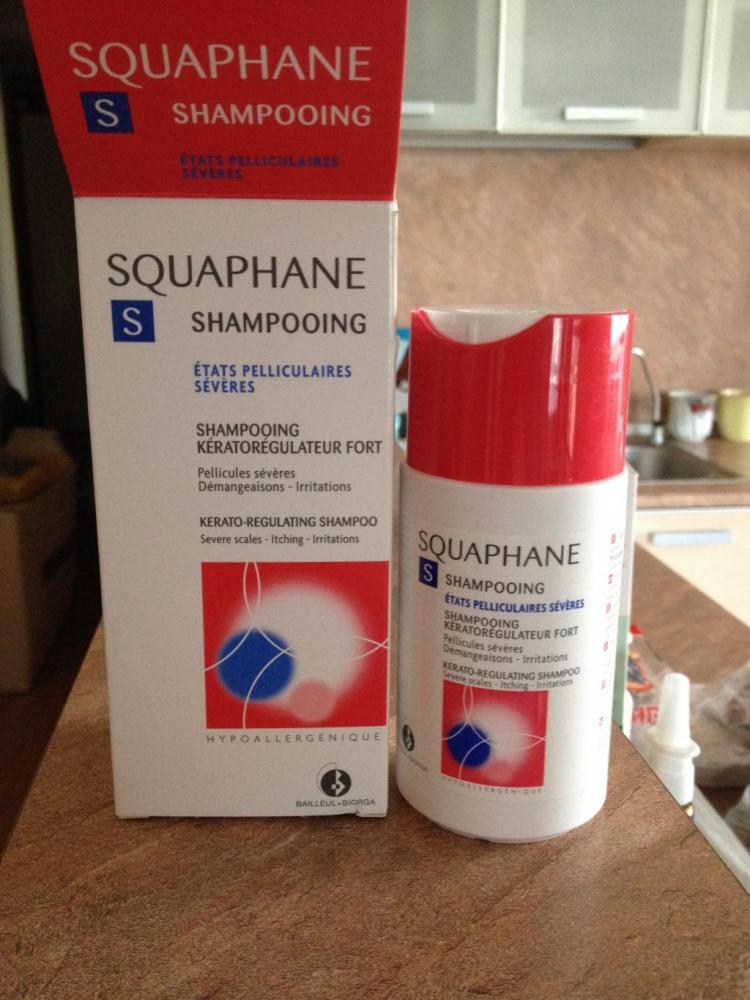 SQUAPHANE
S SHAMPOOING
ÉTATS PELLICULAIRES
SÉVÈRES
SQUAPHANE
S SHAMPOOING
ÉTATS PELLICULAIRES
SÉVÈRES
SHAMPOOING
KÉRATORÉGULATEUR FORT
Pellicules sévères
Démangeaisons - Irritations
KERATO-REGULATING SHAMPOO
Severe scales - Itching - Irritations
HYPOALLERGÉNIQUE
BAILLEUL•BIORGA
SQUAPHANE
S SHAMPOOING
ÉTATS PELLICULAIRES SÉVÈRES
SHAMPOOING
KÉRATORÉGULATEUR FORT
Pellicules sévères
Démangeaisons - Irritations
KERATO-REGULATING SHAMPOO
Severe scales - Itching - Irritations
HYPOALLERGÉNIQUE